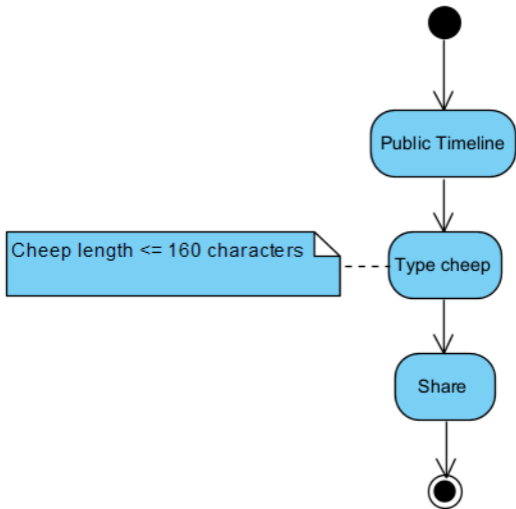 Public Timeline
Cheep length <= 160 characters
Type cheep
Share